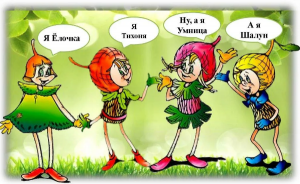 Я Ёлочка
Я
Тихоня
Ну, а я
Умница
А я
Шалун